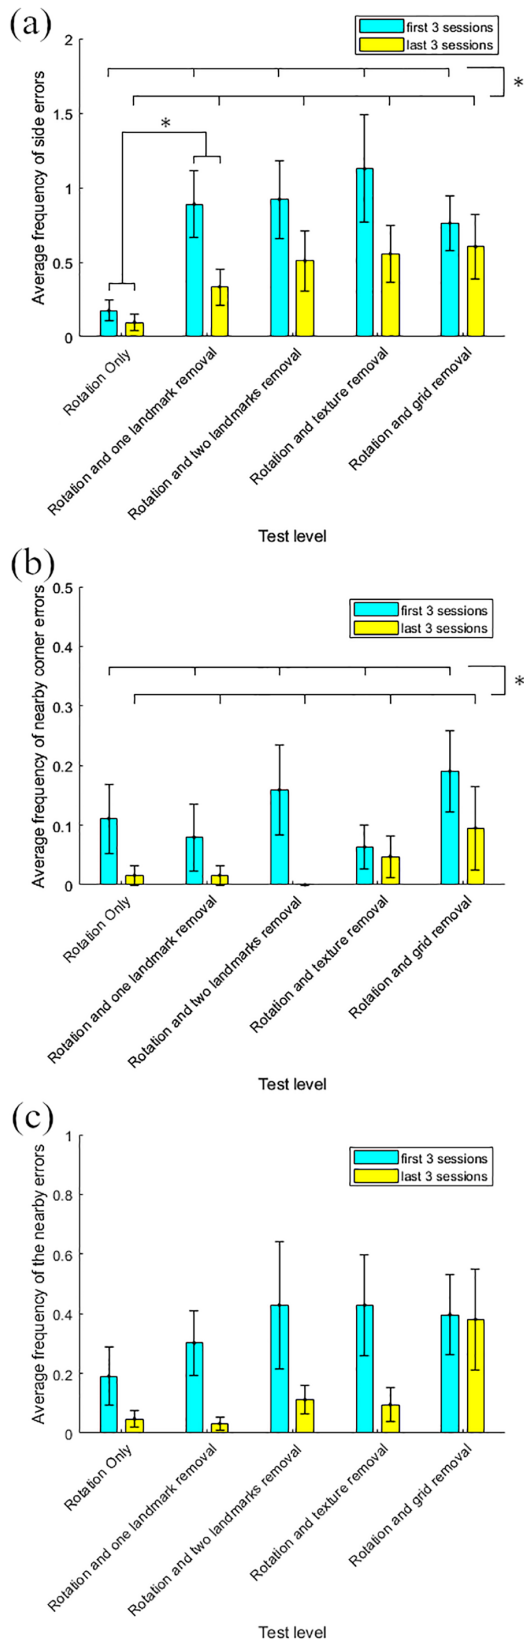 (a)
first 3 sessions
last 3 sessions
*
*
Average frequency of side errors
2
1.5
1
0.5
0
Rotation Only
Rotation and one landmark removal
Rotation and two landmarks removal
Rotation and texture removal
Rotation and grid removal
Test level
(b)
first 3 sessions
last 3 sessions
*
Average frequency of nearby corner errors
0.5
0.4
0.3
0.2
0.1
0
Rotation Only
Rotation and one landmark removal
Rotation and two landmarks removal
Rotation and texture removal
Rotation and grid removal
Test level
(c)
first 3 sessions
last 3 sessions
Average frequency of the nearby errors
1
0.8
0.6
0.4
0.2
0
Rotation Only
Rotation and one landmark removal
Rotation and two landmarks removal
Rotation and texture removal
Rotation and grid removal
Test level